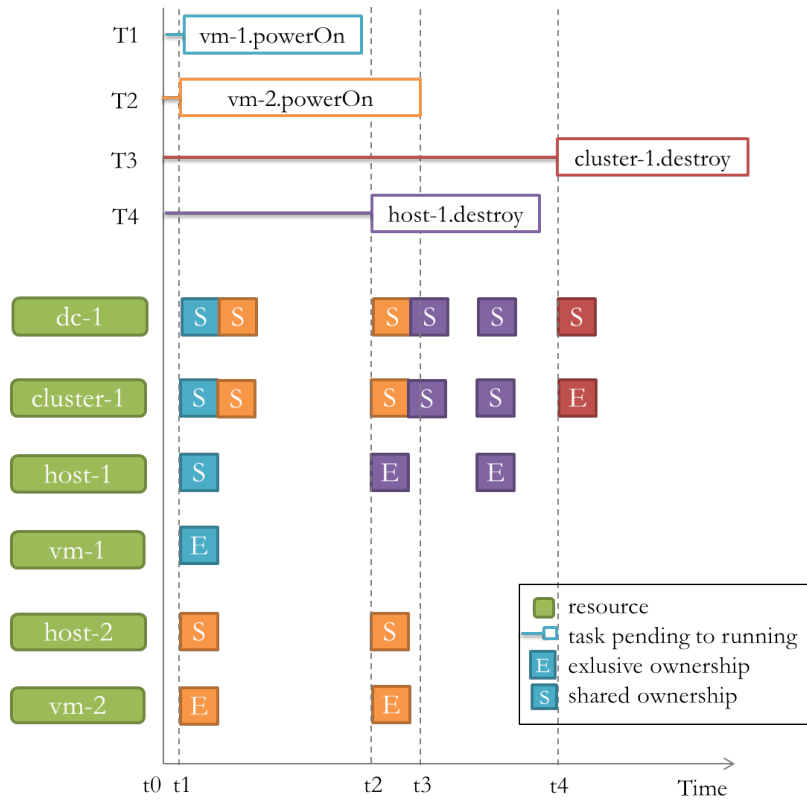 T1 vm-1.powerOn
T2 vm-2.powerOn
T3 cluster-1.destroy
T4 host-1.destroy
dc-1 S S S S S S
cluster-1 S S S S S E
host-1 S E E
vm-1 E
host-2 S S
vm-2 E E
resource
task pending to running
E exlusive ownership
S shared ownership
t0 t1 t2 t3 t4 Time